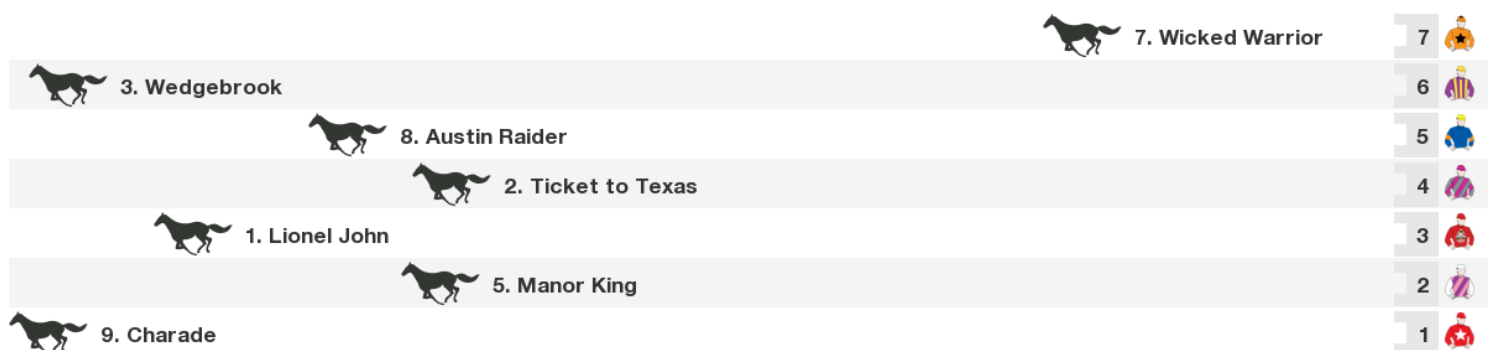 7. Wicked Warrior 7
3. Wedgebrook 6
8. Austin Raider 5
2. Ticket to Texas 4
1. Lionel John 3
5. Manor King 2
9. Charade 1